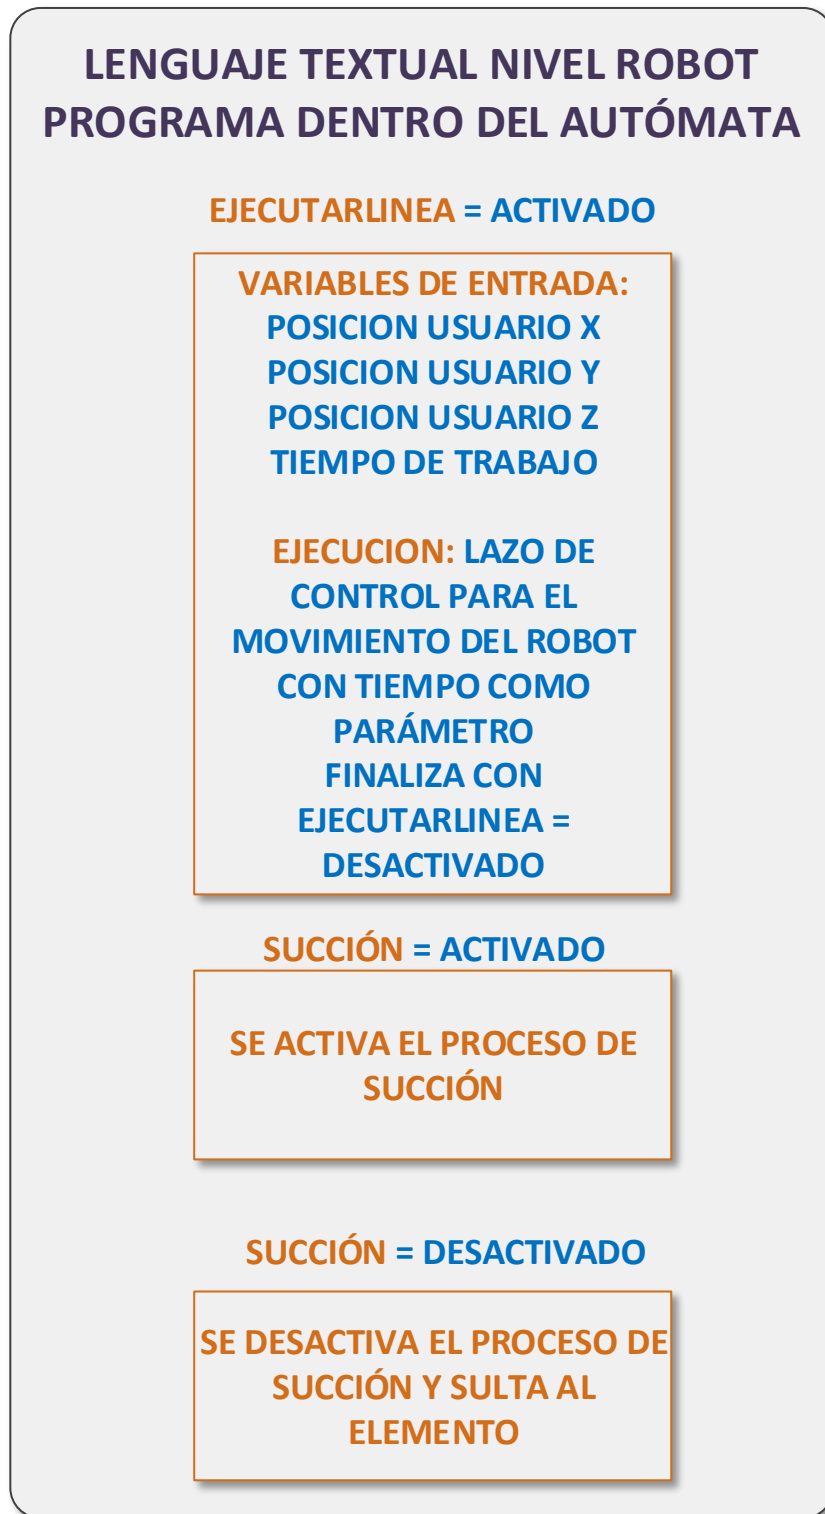 LENGUAJE TEXTUAL NIVEL ROBOT
PROGRAMA DENTRO DEL AUTÓMATA
EJECUTARLINEA = ACTIVADO
VARIABLES DE ENTRADA:
POSICION USUARIO X
POSICION USUARIO Y
POSICION USUARIO Z
TIEMPO DE TRABAJO
EJECUCION: LAZO DE
CONTROL PARA EL
MOVIMIENTO DEL ROBOT
CON TIEMPO COMO
PARÁMETRO
FINALIZA CON
EJECUTARLINEA =
DESACTIVADO
SUCCIÓN = ACTIVADO
SE ACTIVA EL PROCESO DE
SUCCIÓN
SUCCIÓN = DESACTIVADO
SE DESACTIVA EL PROCESO DE
SUCCIÓN Y SULTA AL
ELEMENTO